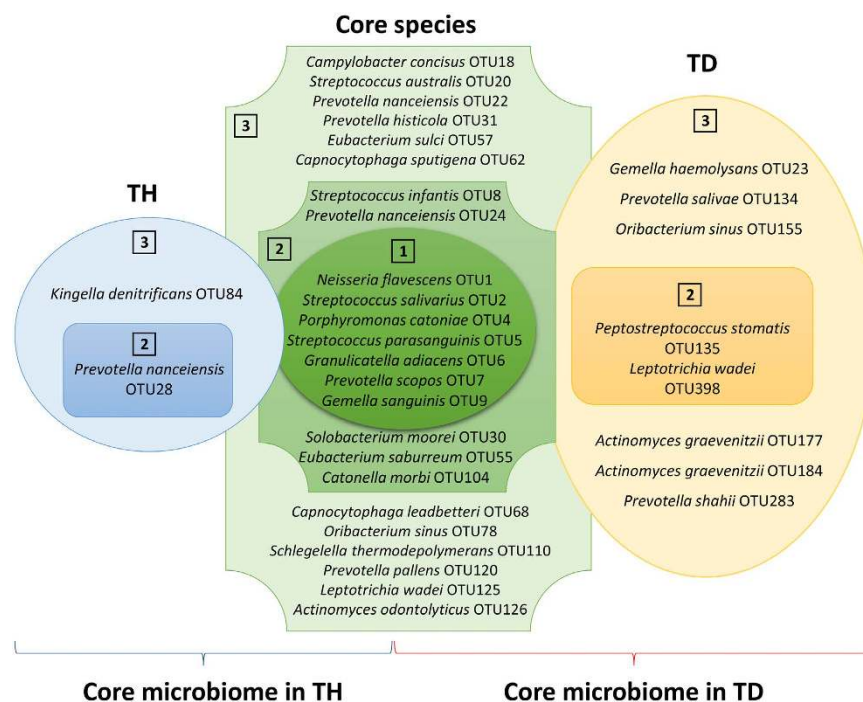 Core species
Campylobacter concisus OTU18
Streptococcus australis OTU20
Prevotella nanceiensis OTU22
Prevotella histicola OTU31
Eubacterium sulci OTU57
Capnocytophaga sputigena OTU62
3
Streptococcus infantis OTU8
Prevotella nanceiensis OTU24
2
1
Neisseria flavescens OTU1
Streptococcus salivarius OTU2
Porphyromonas catoniae OTU4
Streptococcus parasanguinis OTU5
Granulicatella adiacens OTU6
Prevotella scopos OTU7
Gemella sanguinis OTU9
Solobacterium moorei OTU30
Eubacterium saburreum OTU55
Catonella morbi OTU104
Capnocytophaga leadbetteri OTU68
Oribacterium sinus OTU78
Schlegelella thermodepolymerans OTU110
Prevotella pallens OTU120
Leptotrichia wadei OTU125
Actinomyces odontolyticus OTU126
TH
3
Kingella denitrificans OTU84
2
Prevotella nanceiensis
OTU28
TD
3
Gemella haemolysans OTU23
Prevotella salivae OTU134
Oribacterium sinus OTU155
2
Peptostreptococcus stomatis
OTU135
Leptotrichia wadei
OTU398
Actinomyces graevenitzii OTU177
Actinomyces graevenitzii OTU184
Prevotella shahii OTU283
Core microbiome in TH
Core microbiome in TD